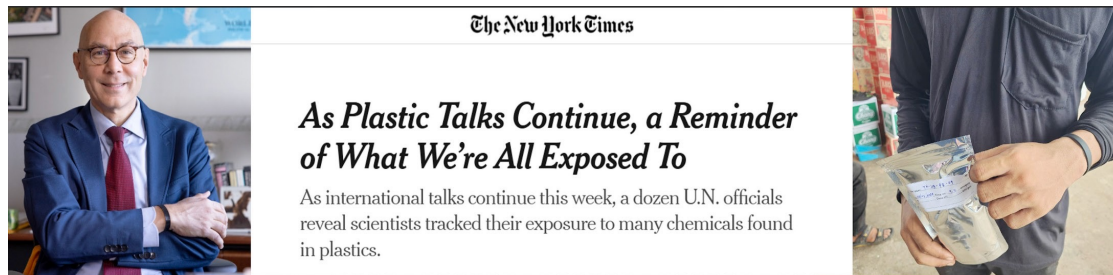 The New York Times
As Plastic Talks Continue, a Reminder
of What We're All Exposed To
As international talks continue this week, a dozen U.N. officials
reveal scientists tracked their exposure to many chemicals found
in plastics.